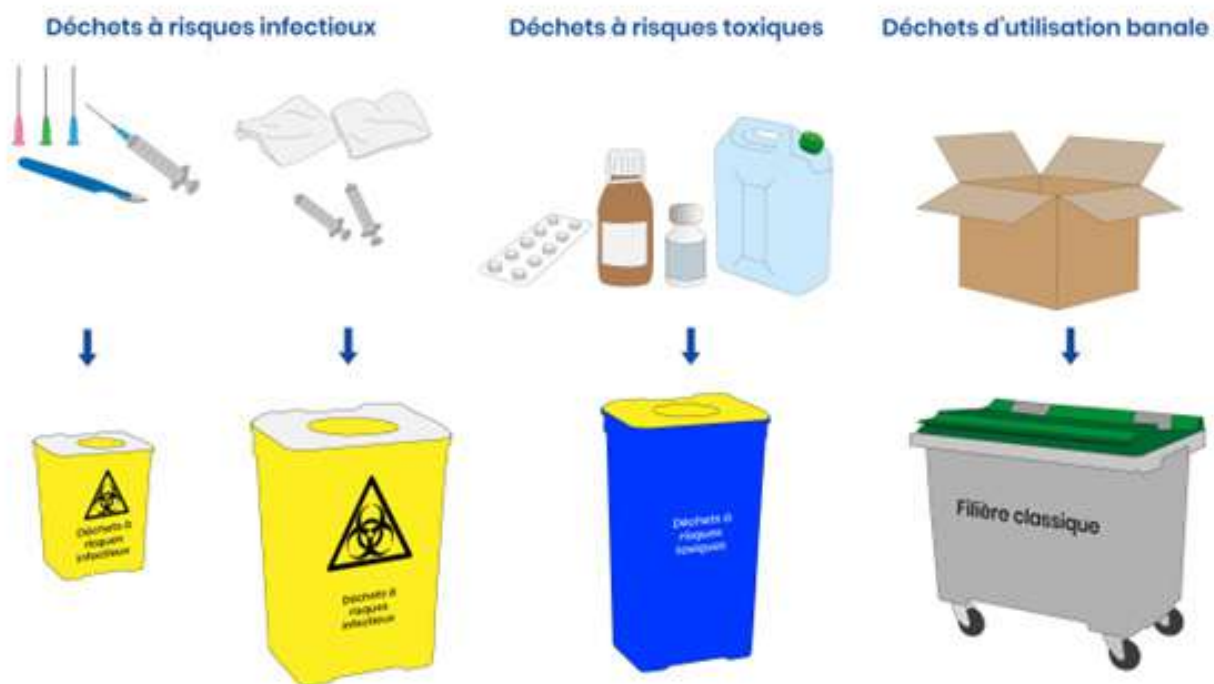 Déchets à risques infectieux
Déchets à risques toxiques
Déchets d'utilisation banale
Déchets à
risques
infectieux
Déchets à
risques
infectieux
Déchets à
risques
toxiques
Filière classique